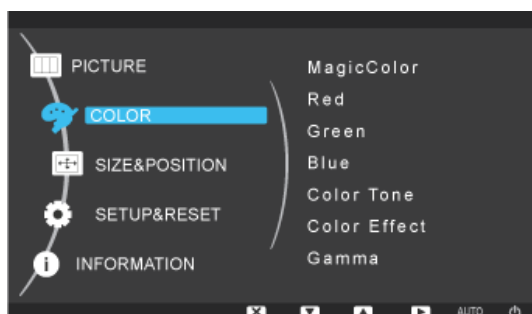 PICTURE
COLOR
SIZE&POSITION
SETUP&RESET
INFORMATION
MagicColor
Red
Green
Blue
Color Tone
Color Effect
Gamma
AUTO